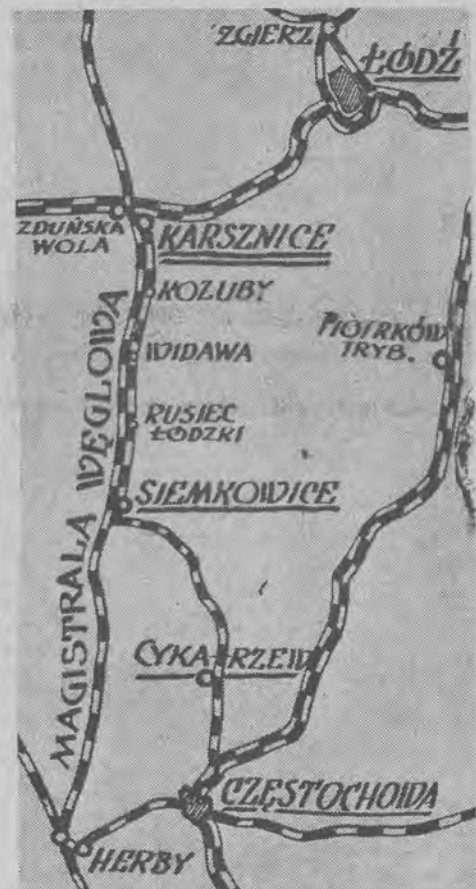 ZGIERZ
ŁÓDŹ
ZDUŃSKA
WOLA
KARSZNICE
KOZUBY
PIOTRKÓW
TRYB.
WIDAWA
RUSIEC
ŁÓDZKI
SIEMKOWICE
MAGISTRALA WĘGLOWA
CYKARZEW
CZĘSTOCHOWA
HERBY